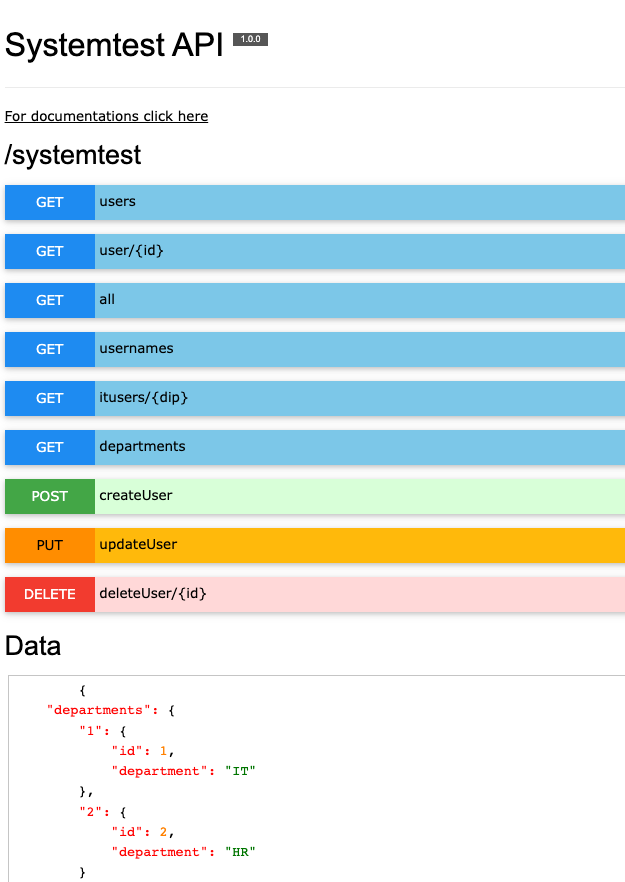 Systemtest API 1.0.0
For documentations click here
/systemtest
GET users
GET user/{id}
GET all
GET usernames
GET itusers/{dip}
GET departments
POST createUser
PUT updateUser
DELETE deleteUser/{id}
Data
{
"departments": {
"1": {
"id": 1,
"department": "IT"
},
"2": {
"id": 2,
"department": "HR"
}